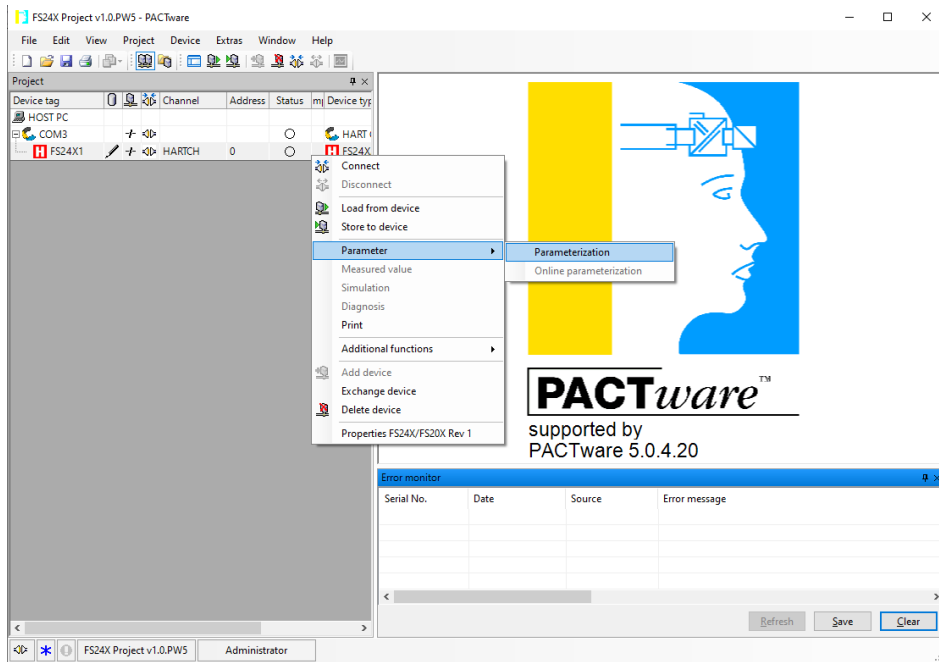 FS24X Project v1.0.PW5 - PACTware
File Edit View Project Device Extras Window Help
Project
Device tag Channel Address Status Device typ
HOST PC
COM3 HART
FS24X1 HARTCH 0 FS24X
Connect
Disconnect
Load from device
Store to device
Parameter
Parameterization
Measured value
Online parameterization
Simulation
Diagnosis
Print
Additional functions
Add device
Exchange device
Delete device
Properties FS24X/FS20X Rev 1
PACTware™
supported by
PACTware 5.0.4.20
Error monitor
Serial No. Date Source Error message
Refresh Save Clear
FS24X Project v1.0.PW5 Administrator